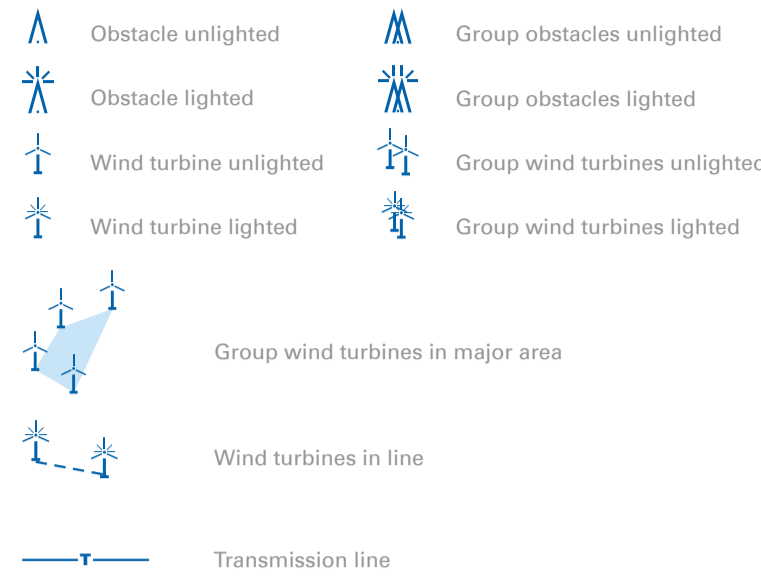 Obstacle unlighted
Group obstacles unlighted
Obstacle lighted
Group obstacles lighted
Wind turbine unlighted
Group wind turbines unlighted
Wind turbine lighted
Group wind turbines lighted
Group wind turbines in major area
Wind turbines in line
T
Transmission line